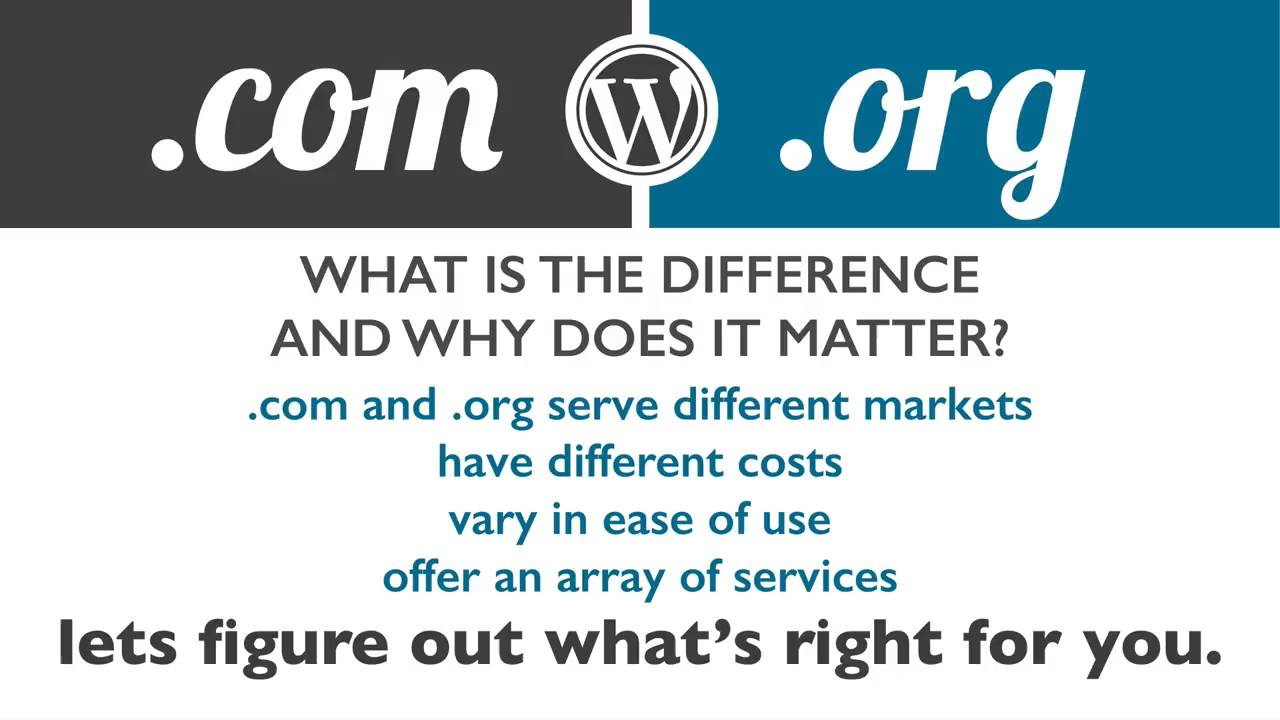 .com W .org
WHAT IS THE DIFFERENCE
AND WHY DOES IT MATTER?
.com and .org serve different markets
have different costs
vary in ease of use
offer an array of services
lets figure out what’s right for you.